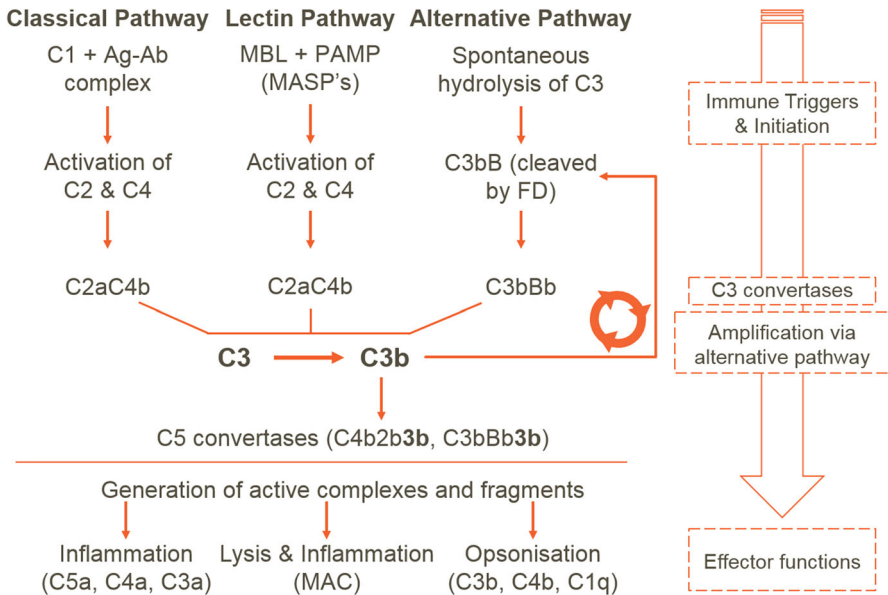 Classical Pathway
C1 + Ag-Ab
complex
Activation of
C2 & C4
C2aC4b
Lectin Pathway
MBL + PAMP
(MASP's)
Activation of
C2 & C4
C2aC4b
Alternative Pathway
Spontaneous
hydrolysis of C3
C3bB (cleaved
by FD)
C3bBb
C3
C3b
C5 convertases (C4b2b3b, C3bBb3b)
Generation of active complexes and fragments
Inflammation
(C5a, C4a, C3a)
Lysis & Inflammation
(MAC)
Opsonisation
(C3b, C4b, C1q)
Immune Triggers
& Initiation
C3 convertases
Amplification via
alternative pathway
Effector functions